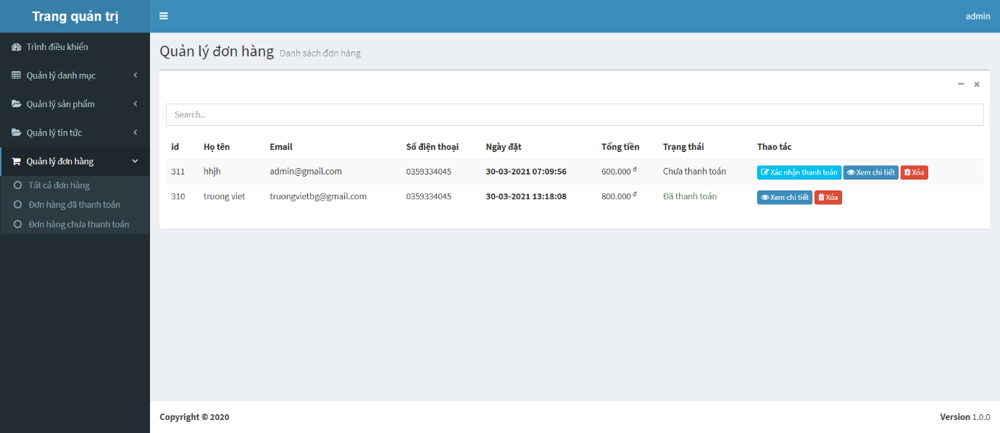 Trang quản trị
admin
Trình điều khiển
Quản lý danh mục
Quản lý sản phẩm
Quản lý tin tức
Quản lý đơn hàng
Tất cả đơn hàng
Đơn hàng đã thanh toán
Đơn hàng chưa thanh toán
Quản lý đơn hàng Danh sách đơn hàng
Search..
id Họ tên Email Số điện thoại Ngày đặt Tổng tiền Trạng thái Thao tác
311 hhjh admin@gmail.com 0359334045 30-03-2021 07:09:56 600.000 đ Chưa thanh toán Xác nhận thanh toán Xem chi tiết Xóa
310 truong viet truongvietbg@gmail.com 0359334045 30-03-2021 13:18:08 800.000 đ Đã thanh toán Xem chi tiết Xóa
Copyright © 2020 Version 1.0.0